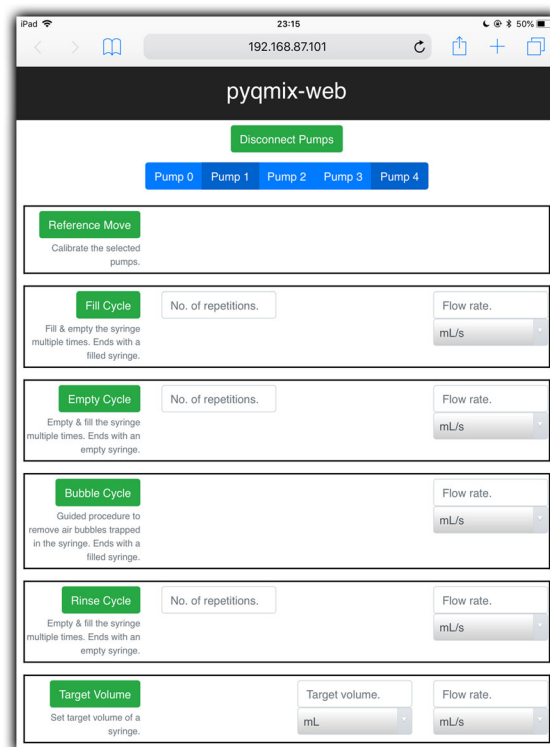 iPad 23:15 50%
192.168.87.101
pyqmix-web
Disconnect Pumps
Pump 0 Pump 1 Pump 2 Pump 3 Pump 4
Reference Move
Calibrate the selected
pumps.
Fill Cycle No. of repetitions. Flow rate.
mL/s
Fill & empty the syringe
multiple times. Ends with a
filled syringe.
Empty Cycle No. of repetitions. Flow rate.
mL/s
Empty & fill the syringe
multiple times. Ends with an
empty syringe.
Bubble Cycle Flow rate.
mL/s
Guided procedure to
remove air bubbles trapped
in the syringe. Ends with a
filled syringe.
Rinse Cycle No. of repetitions. Flow rate.
mL/s
Empty & fill the syringe
multiple times. Ends with an
empty syringe.
Target Volume Target volume. Flow rate.
mL mL/s
Set target volume of a
syringe.